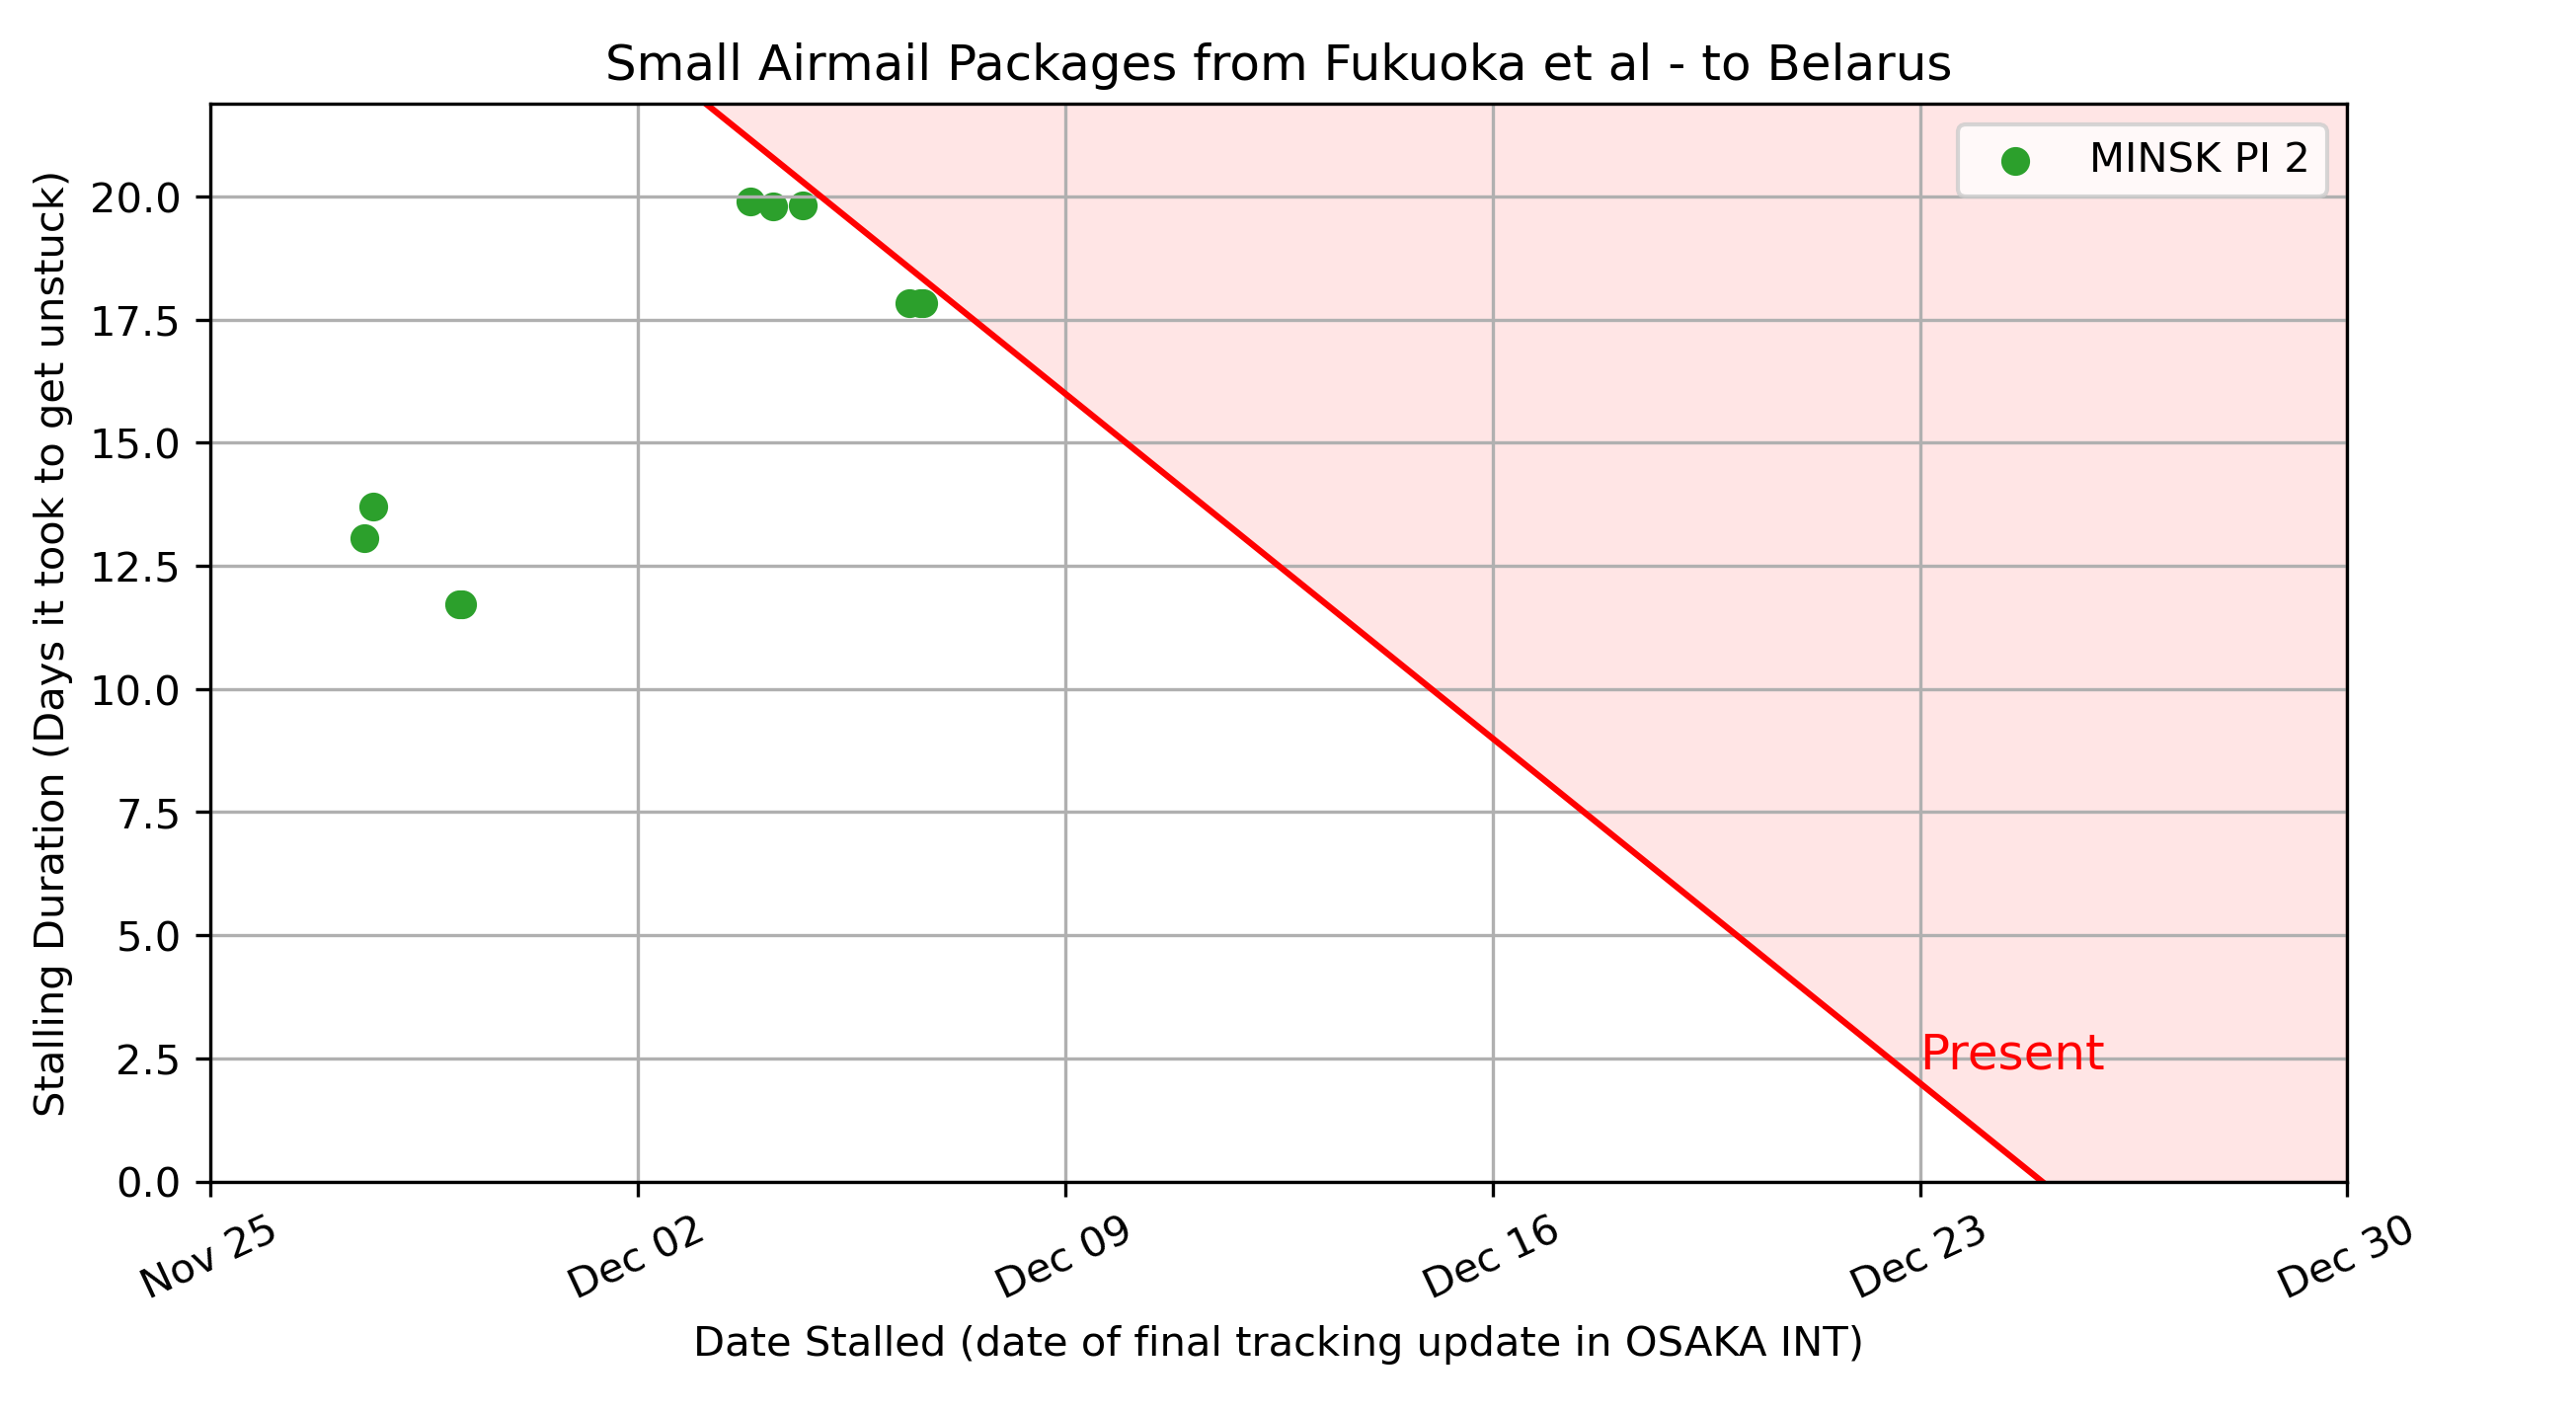 Small Airmail Packages from Fukuoka et al - to Belarus
MINSK PI 2
Stalling Duration (Days it took to get unstuck)
20.0
17.5
15.0
12.5
10.0
7.5
5.0
2.5
0.0
Present
Nov 25
Dec 02
Dec 09
Dec 16
Dec 23
Dec 30
Date Stalled (date of final tracking update in OSAKA INT)